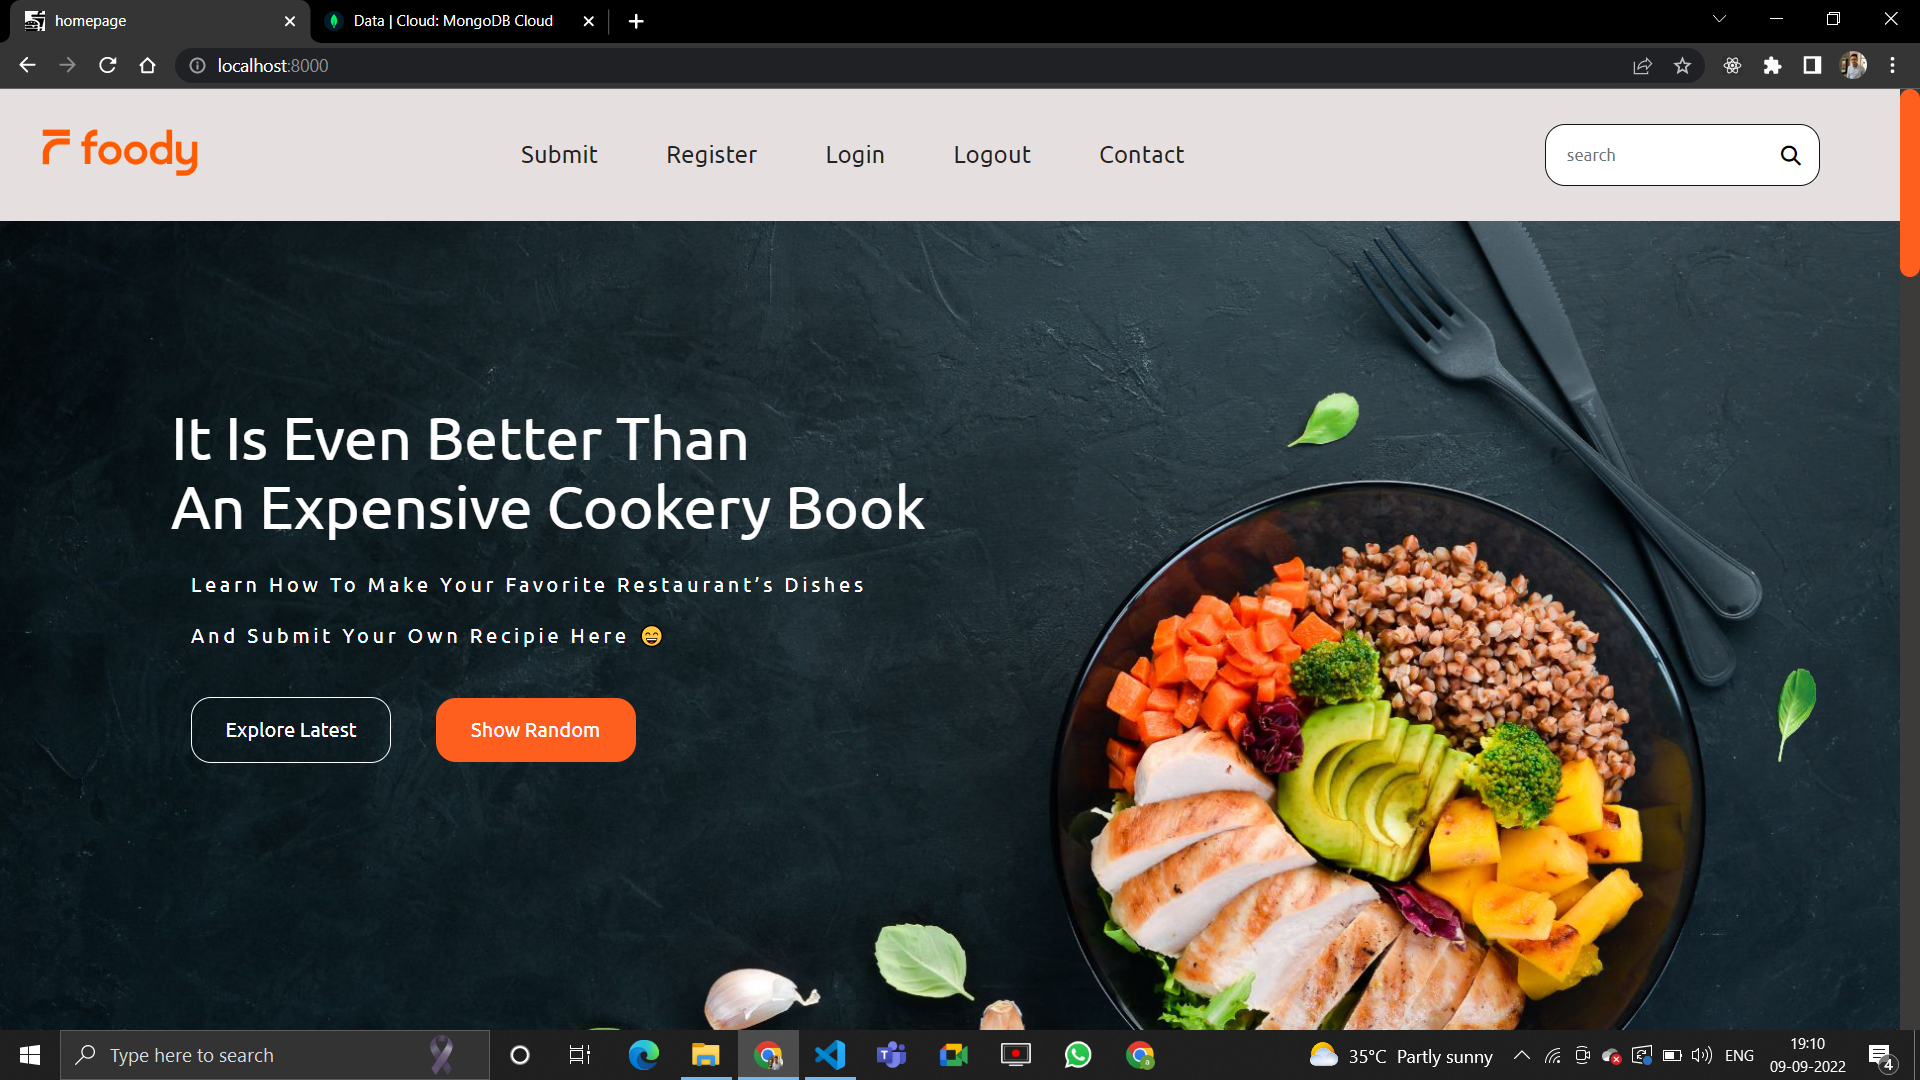 homepage
Data | Cloud: MongoDB Cloud
localhost:8000
foody
Submit
Register
Login
Logout
Contact
search
It Is Even Better Than
An Expensive Cookery Book
Learn How To Make Your Favorite Restaurant’s Dishes
And Submit Your Own Recipie Here 😄
Explore Latest
Show Random
Type here to search
35°C Partly sunny
ENG
19:10
09-09-2022
4